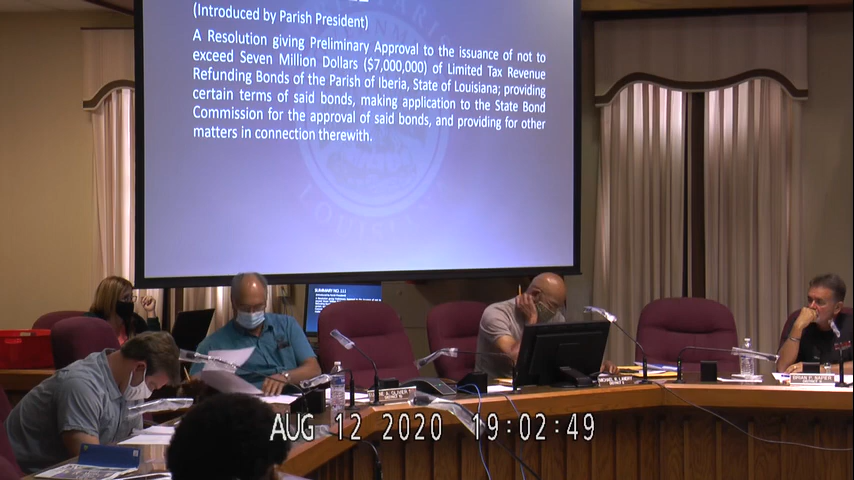 (Introduced by Parish President)
A Resolution giving Preliminary Approval to the issuance of not to
exceed Seven Million Dollars ($7,000,000) of Limited Tax Revenue
Refunding Bonds of the Parish of Iberia, State of Louisiana; providing
certain terms of said bonds, making application to the State Bond
Commission for the approval of said bonds, and providing for other
matters in connection therewith.
LOUISIANA
SUMMARY NO. 
AUG 12 2020 19:02:49